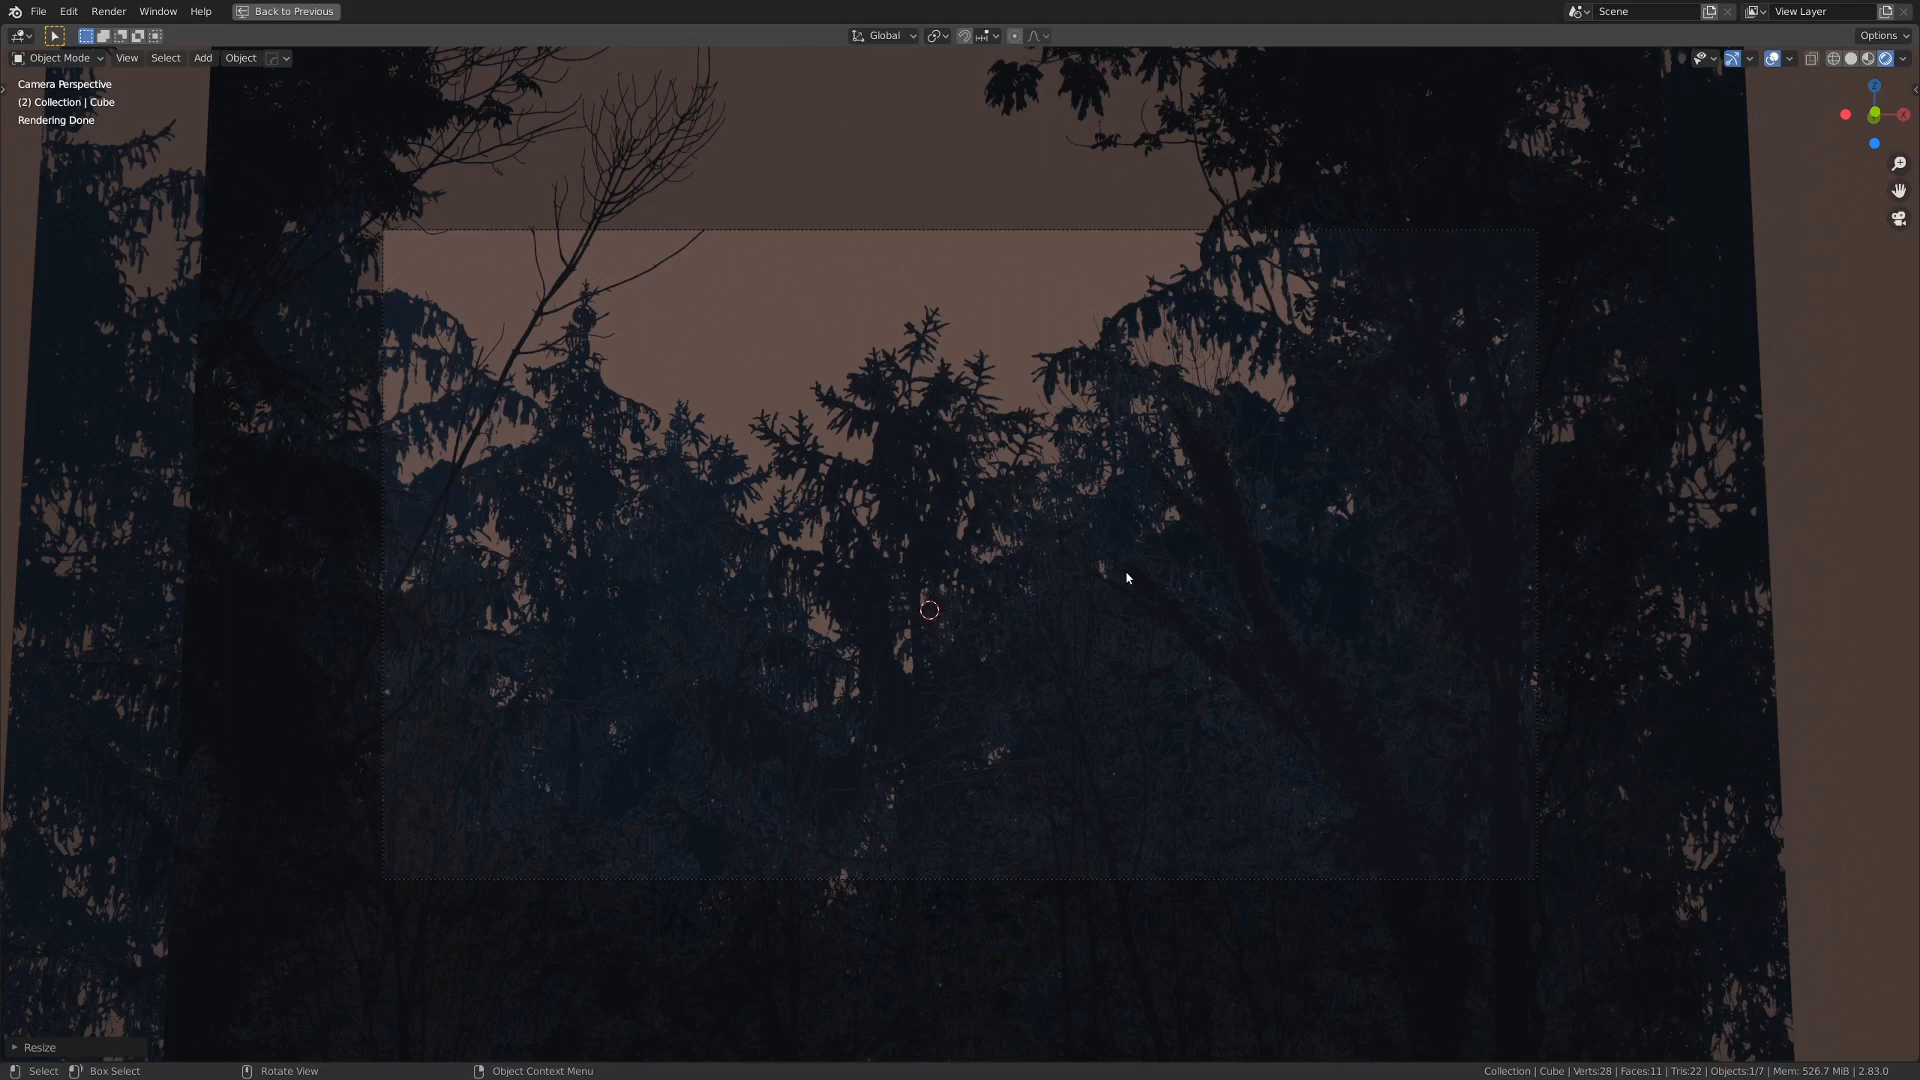 File Edit Render Window Help Back to Previous Scene View Layer
Global Options
Object Mode View Select Add Object
Camera Perspective
(2) Collection | Cube
Rendering Done
Z
X
Resize
Select Box Select Rotate View Object Context Menu Collection | Cube | Verts:28 | Faces:11 | Tris:22 | Objects:1/7 | Mem: 526.7 MiB | 2.83.0